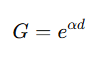 G = e^{αd}